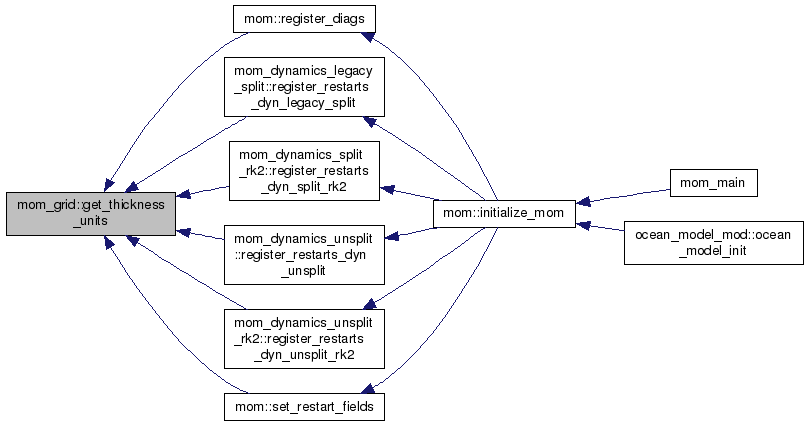 mom::register_diags
mom_dynamics_legacy
_split::register_restarts
_dyn_legacy_split
mom_dynamics_split
_rk2::register_restarts
_dyn_split_rk2
mom_grid::get_thickness
_units
mom_dynamics_unsplit
::register_restarts_dyn
_unsplit
mom_dynamics_unsplit
_rk2::register_restarts
_dyn_unsplit_rk2
mom::set_restart_fields
mom::initialize_mom
mom_main
ocean_model_mod::ocean
_model_init